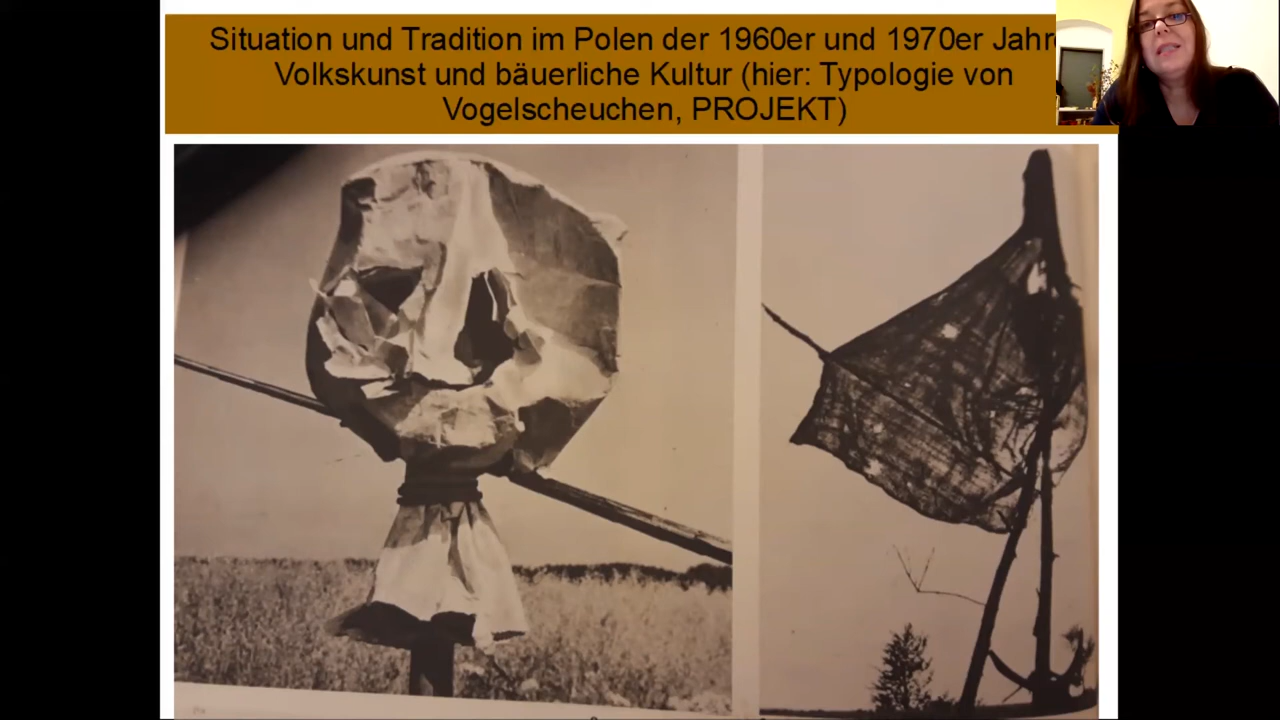 Situation und Tradition im Polen der 1960er und 1970er Jahr
Volkskunst und bäuerliche Kultur (hier: Typologie von
Vogelscheuchen, PROJEKT)